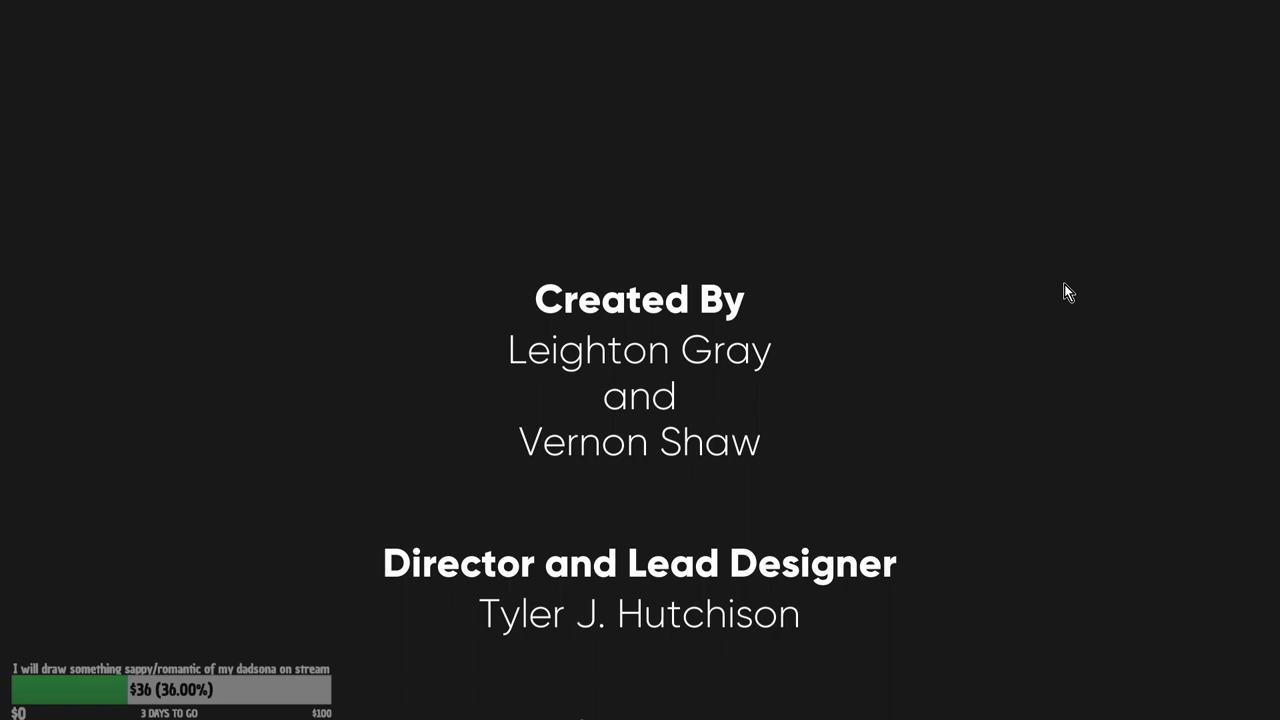 Created By
Leighton Gray
and
Vernon Shaw
Director and Lead Designer
Tyler J. Hutchison
I will draw something sappy/romantic of my dadsona on stream
$36 (36.00%)
$0 3 DAYS TO GO $100